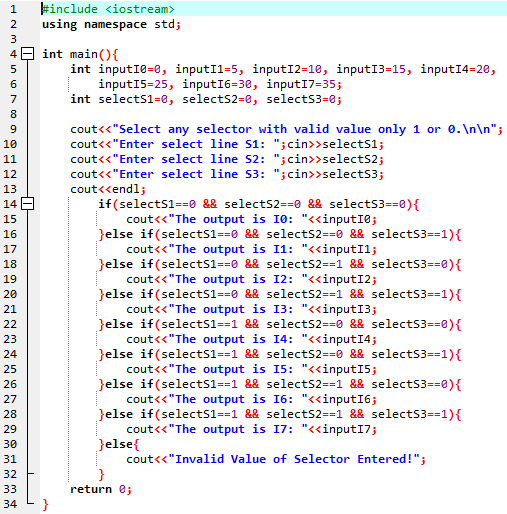 1 #include <iostream>
2 using namespace std;
3
4 int main(){
5 int inputI0=0, inputI1=5, inputI2=10, inputI3=15, inputI4=20,
6 inputI5=25, inputI6=30, inputI7=35;
7 int selectS1=0, selectS2=0, selectS3=0;
8
9 cout<<"Select any selector with valid value only 1 or 0.\n\n";
10 cout<<"Enter select line S1: ";cin>>selectS1;
11 cout<<"Enter select line S2: ";cin>>selectS2;
12 cout<<"Enter select line S3: ";cin>>selectS3;
13 cout<<endl;
14 if(selectS1==0 && selectS2==0 && selectS3==0){
15 cout<<"The output is I0: "<<inputI0;
16 }else if(selectS1==0 && selectS2==0 && selectS3==1){
17 cout<<"The output is I1: "<<inputI1;
18 }else if(selectS1==0 && selectS2==1 && selectS3==0){
19 cout<<"The output is I2: "<<inputI2;
20 }else if(selectS1==0 && selectS2==1 && selectS3==1){
21 cout<<"The output is I3: "<<inputI3;
22 }else if(selectS1==1 && selectS2==0 && selectS3==0){
23 cout<<"The output is I4: "<<inputI4;
24 }else if(selectS1==1 && selectS2==0 && selectS3==1){
25 cout<<"The output is I5: "<<inputI5;
26 }else if(selectS1==1 && selectS2==1 && selectS3==0){
27 cout<<"The output is I6: "<<inputI6;
28 }else if(selectS1==1 && selectS2==1 && selectS3==1){
29 cout<<"The output is I7: "<<inputI7;
30 }else{
31 cout<<"Invalid Value of Selector Entered!";
32 }
33 return 0;
34 }